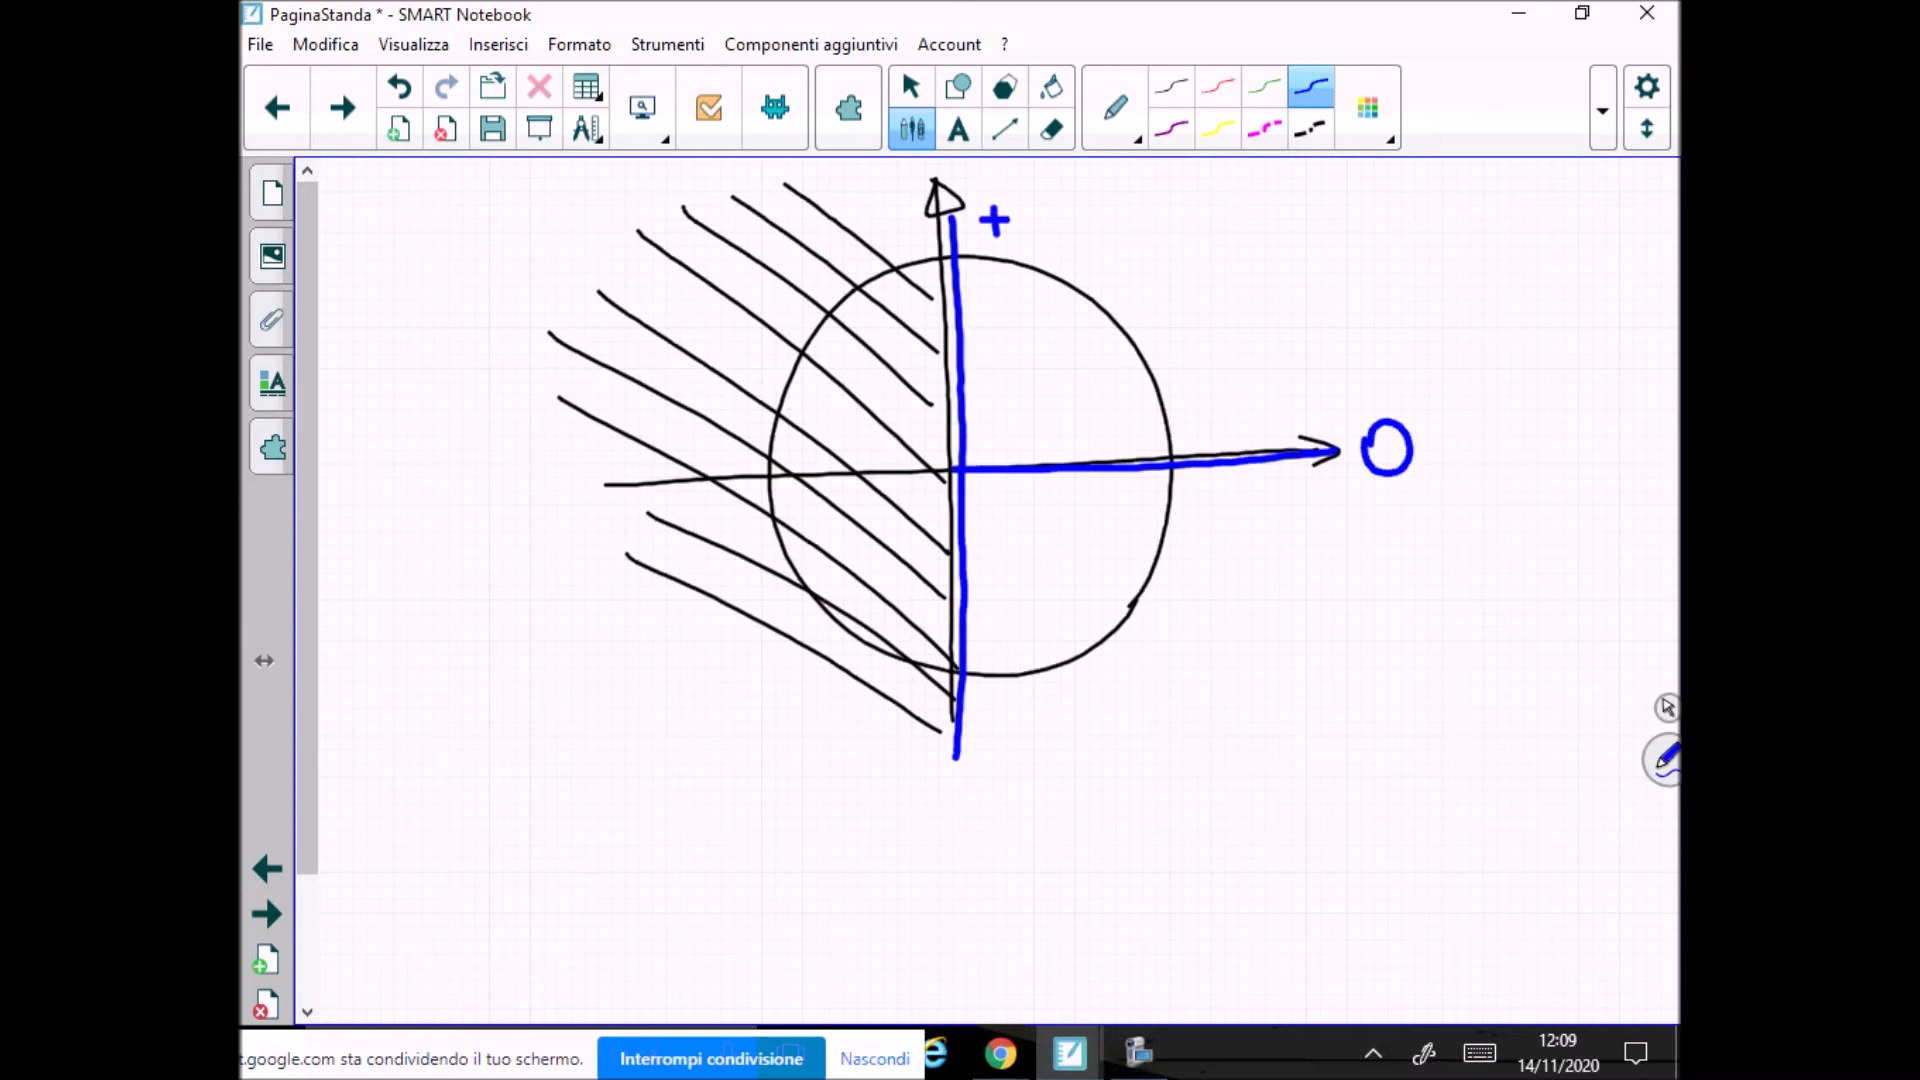 PaginaStanda * - SMART Notebook
File Modifica Visualizza Inserisci Formato Strumenti Componenti aggiuntivi Account ?
+
0
t.google.com sta condividendo il tuo schermo. Interrompi condivisione Nascondi
12:09
14/11/2020